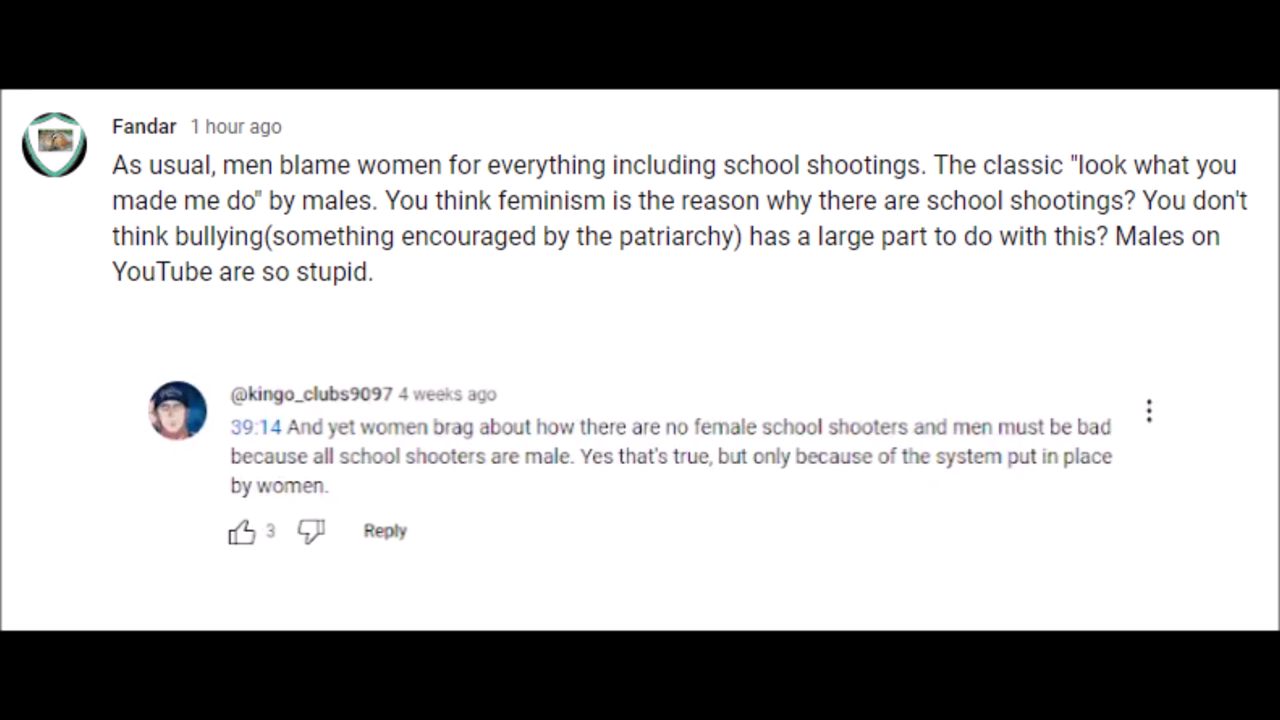 Fandar 1 hour ago
As usual, men blame women for everything including school shootings. The classic "look what you
made me do" by males. You think feminism is the reason why there are school shootings? You don't
think bullying(something encouraged by the patriarchy) has a large part to do with this? Males on
YouTube are so stupid.
@kingo_clubs9097 4 weeks ago
39:14 And yet women brag about how there are no female school shooters and men must be bad
because all school shooters are male. Yes that's true, but only because of the system put in place
by women.
3 Reply